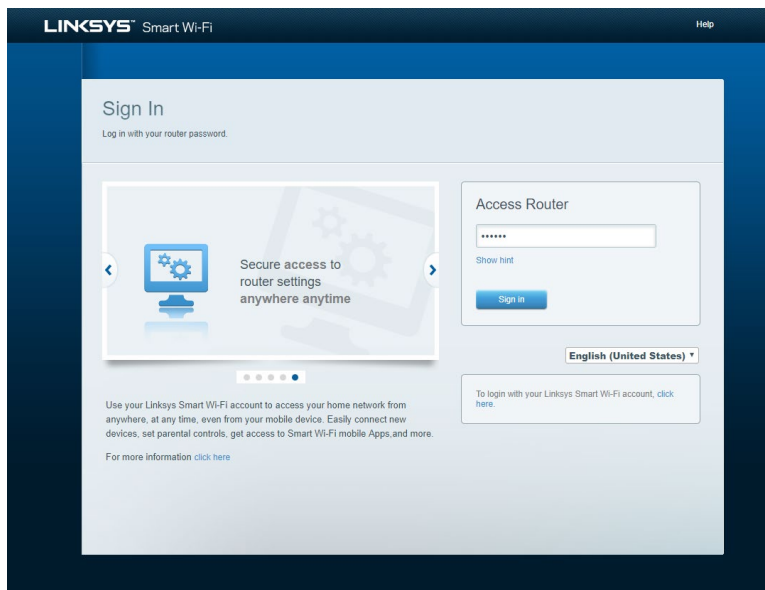 LINKSYS™ Smart Wi-Fi
Help
Sign In
Log in with your router password.
Secure access to
router settings
anywhere anytime
Use your Linksys Smart Wi-Fi account to access your home network from
anywhere, at any time, even from your mobile device. Easily connect new
devices, set parental controls, get access to Smart Wi-Fi mobile Apps,and more.
For more information click here
Access Router
••••••
Show hint
Sign in
English (United States)
To login with your Linksys Smart Wi-Fi account, click
here.